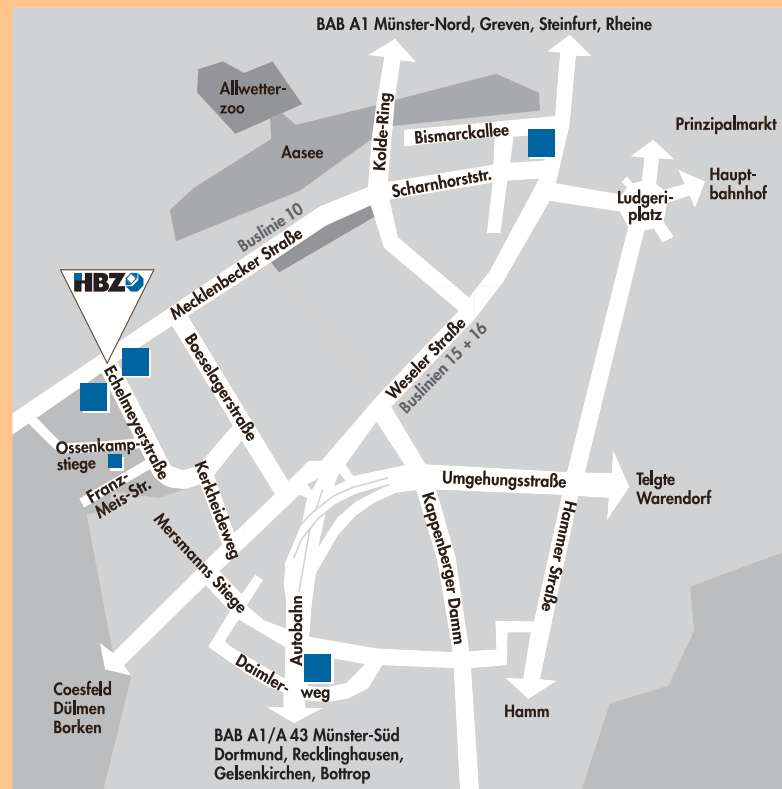 BAB A1 Münster-Nord, Greven, Steinfurt, Rheine
Allwetter-
zoo
Aasee
Kolde-Ring
Bismarckallee
Scharnhorststr.
Prinzipalmarkt
Haupt-
bahnhof
Ludgeri-
platz
Buslinie 10
Mecklenbecker Straße
HBZ
Boeselagerstraße
Weseler Straße
Buslinien 15 + 16
Echelmeyerstraße
Ossenkamp-
stiege
Franz-
Meis-Str.
Kerkheideweg
Mersmanns Stiege
Umgehungsstraße
Telgte
Warendorf
Kappenberger Damm
Hammer Straße
Autobahn
Daimler-
weg
Coesfeld
Dülmen
Borken
Hamm
BAB A1/A 43 Münster-Süd
Dortmund, Recklinghausen,
Gelsenkirchen, Bottrop